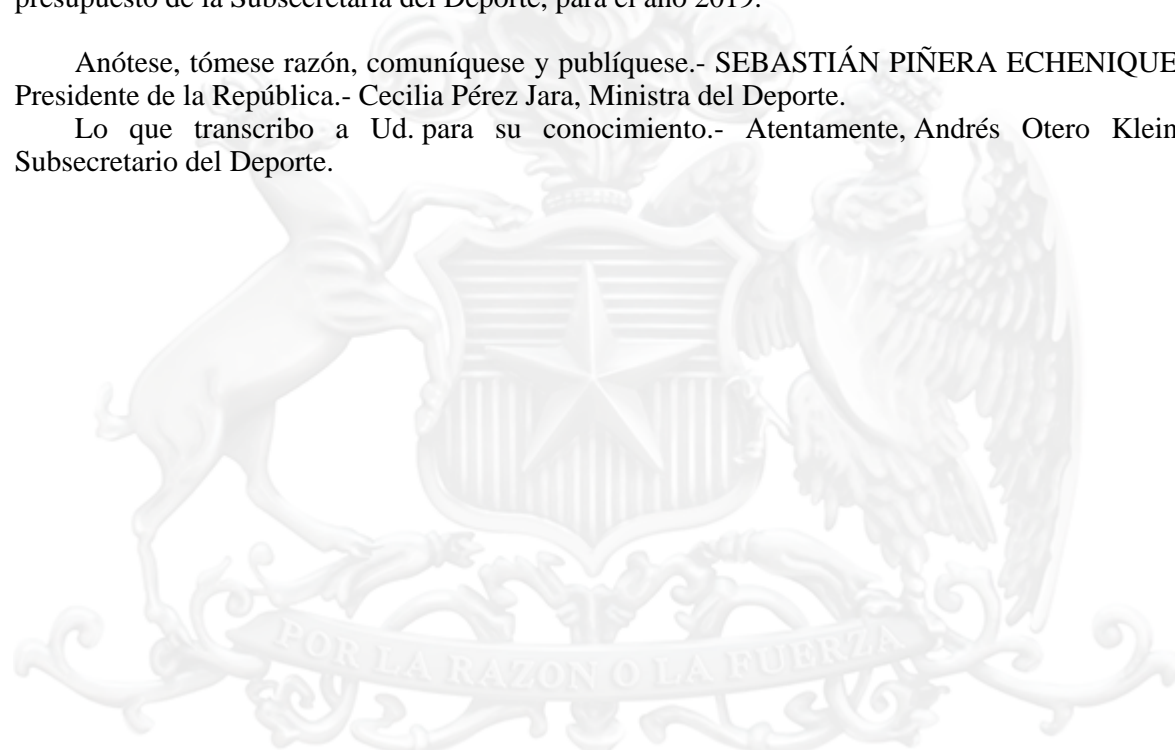 presupuesto de la Subsecretaría del Deporte, para el año 2019.
Anótese, tómese razón, comuníquese y publíquese.- SEBASTIÁN PIÑERA ECHENIQUE
Presidente de la República.- Cecilia Pérez Jara, Ministra del Deporte.
Lo que transcribo a Ud. para su conocimiento.- Atentamente, Andrés Otero Klein
Subsecretario del Deporte.
POR LA RAZON O LA FUERZA